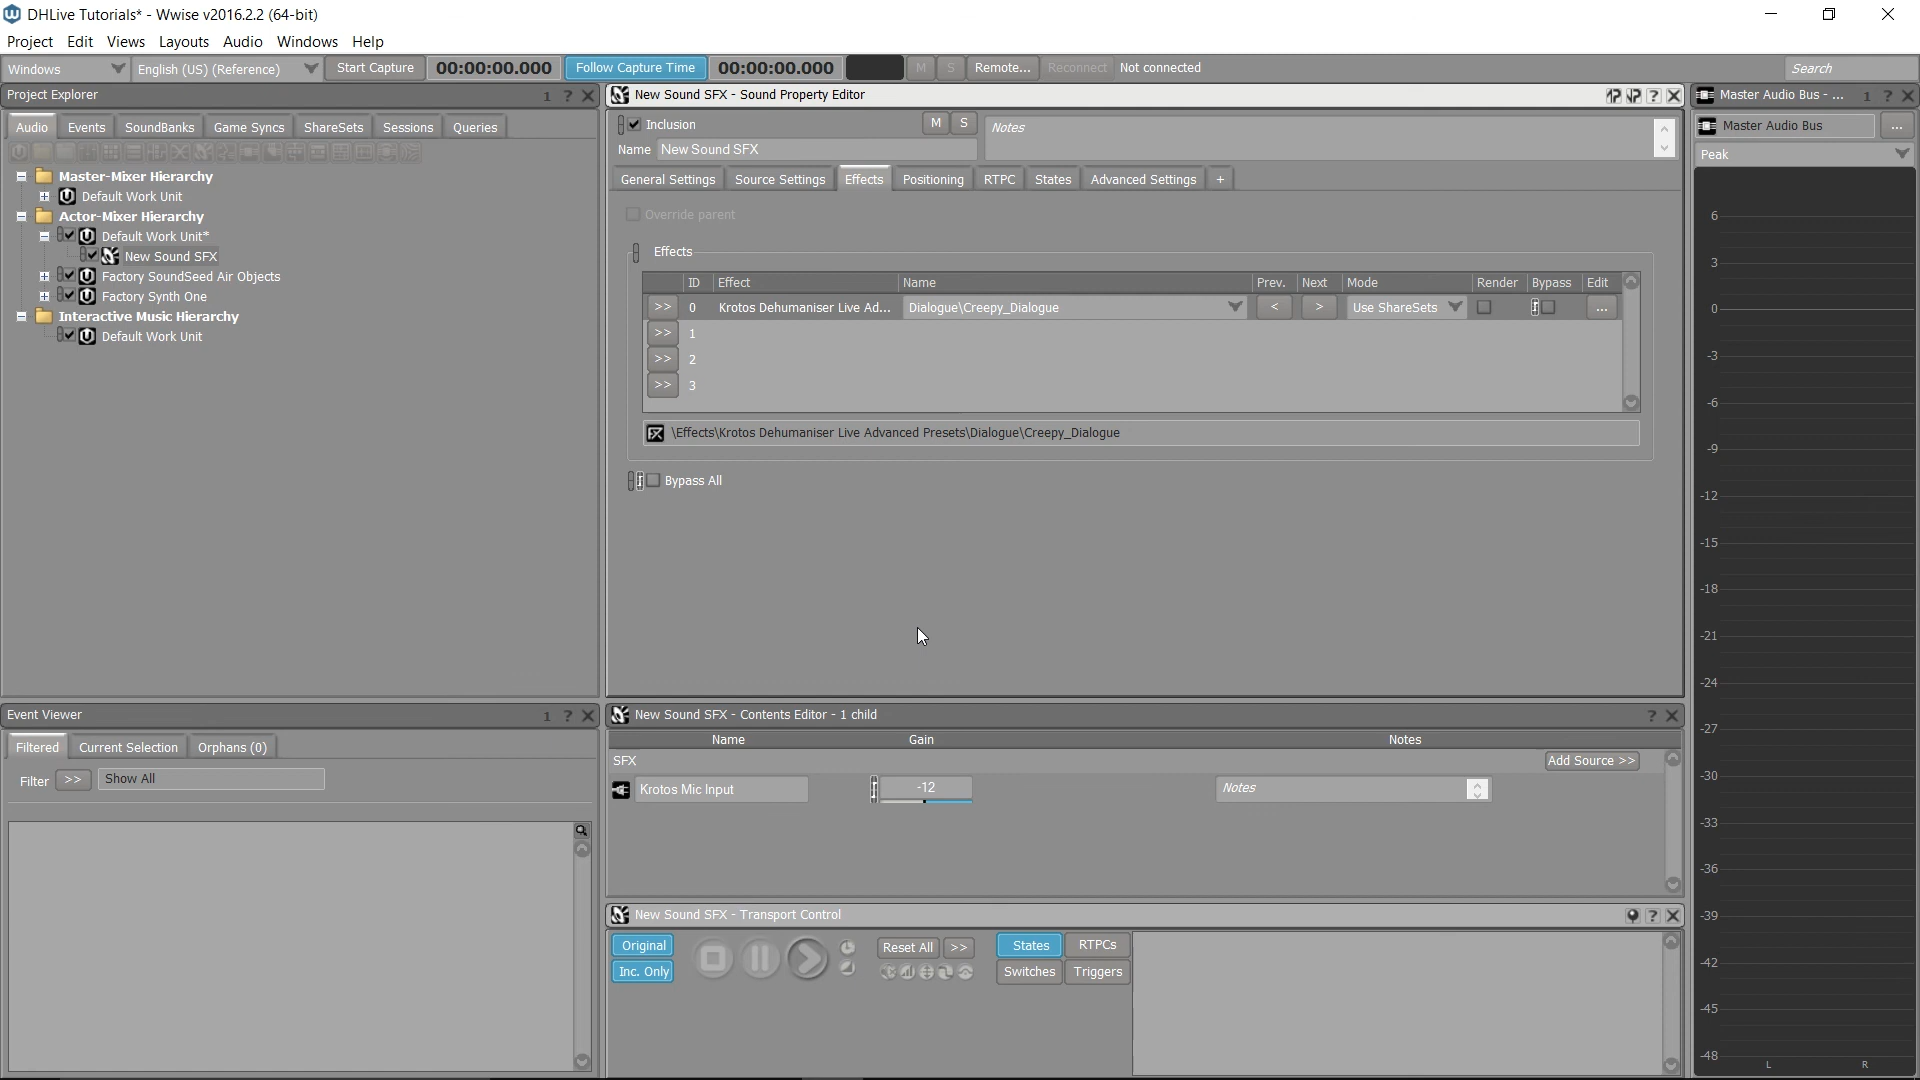 DHLive Tutorials* - Wwise v2016.2.2 (64-bit)
Project Edit Views Layouts Audio Windows Help
Windows English (US) (Reference) Start Capture 00:00:00.000 Follow Capture Time 00:00:00.000 M S Remote... Reconnect Not connected Search
Project Explorer 1 ?
Audio Events SoundBanks Game Syncs ShareSets Sessions Queries
Master-Mixer Hierarchy
Default Work Unit
Actor-Mixer Hierarchy
Default Work Unit*
New Sound SFX
Factory SoundSeed Air Objects
Factory Synth One
Interactive Music Hierarchy
Default Work Unit
New Sound SFX - Sound Property Editor ?
Inclusion M S Notes
Name New Sound SFX
General Settings Source Settings Effects Positioning RTPC States Advanced Settings +
Override parent
Effects
ID Effect Name Prev. Next Mode Render Bypass Edit
>> 0 Krotos Dehumaniser Live Ad... Dialogue\Creepy_Dialogue < > Use ShareSets ...
>> 1
>> 2
>> 3
\Effects\Krotos Dehumaniser Live Advanced Presets\Dialogue\Creepy_Dialogue
Bypass All
Event Viewer 1 ?
Filtered Current Selection Orphans (0)
Filter >> Show All
New Sound SFX - Contents Editor - 1 child ?
Name Gain Notes
SFX Add Source >>
Krotos Mic Input -12 Notes
New Sound SFX - Transport Control ?
Original Reset All >> States RTPCs
Inc. Only Switches Triggers
Master Audio Bus - ... 1 ?
Master Audio Bus ...
Peak
6
3
0
-3
-6
-9
-12
-15
-18
-21
-24
-27
-30
-33
-36
-39
-42
-45
-48
L R